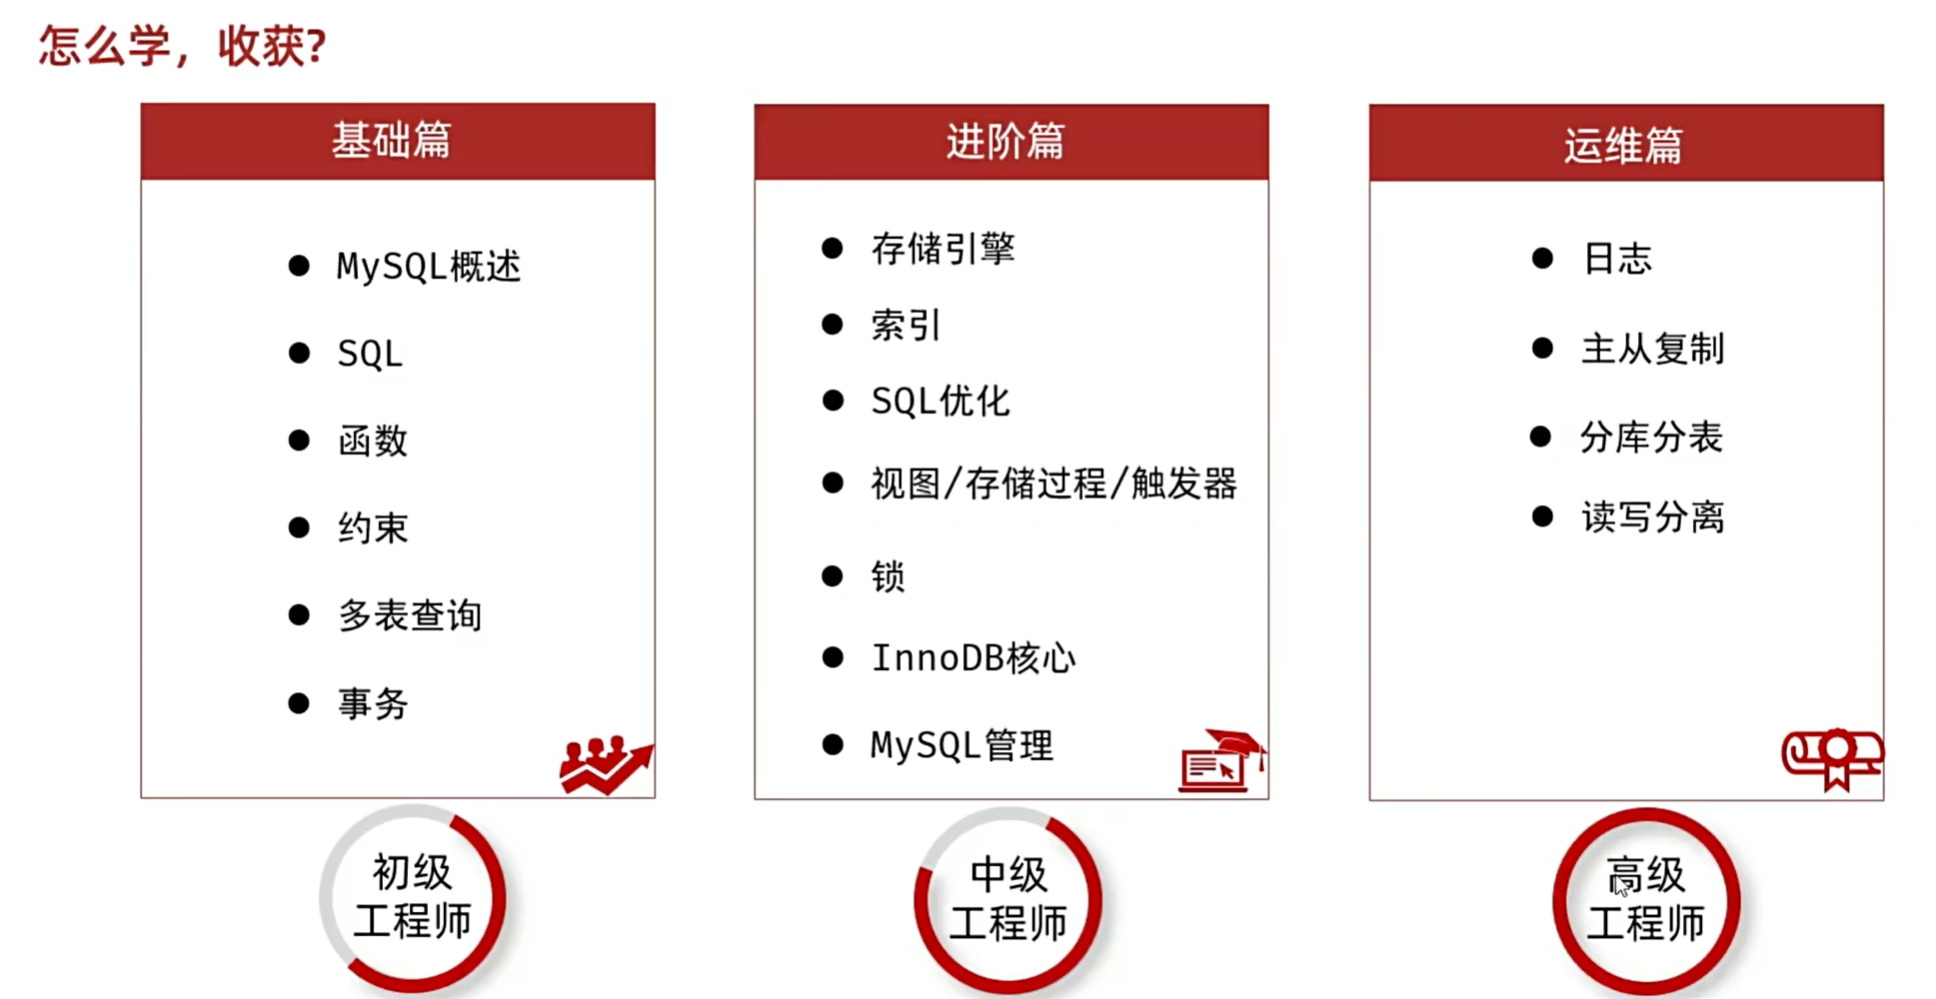 怎么学，收获?
基础篇
MySQL概述
SQL
函数
约束
多表查询
事务
初级
工程师
进阶篇
存储引擎
索引
SQL优化
视图/存储过程/触发器
锁
InnoDB核心
MySQL管理
中级
工程师
运维篇
日志
主从复制
分库分表
读写分离
高级
工程师